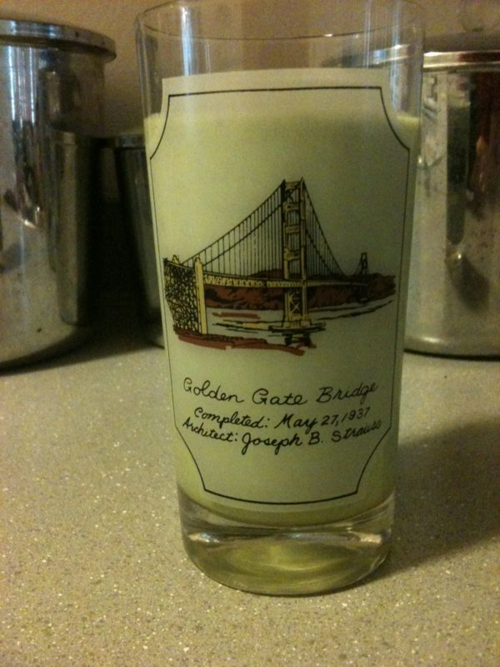 Golden Gate Bridge
Completed: May 27, 1937
Architect: Joseph B. Strauss